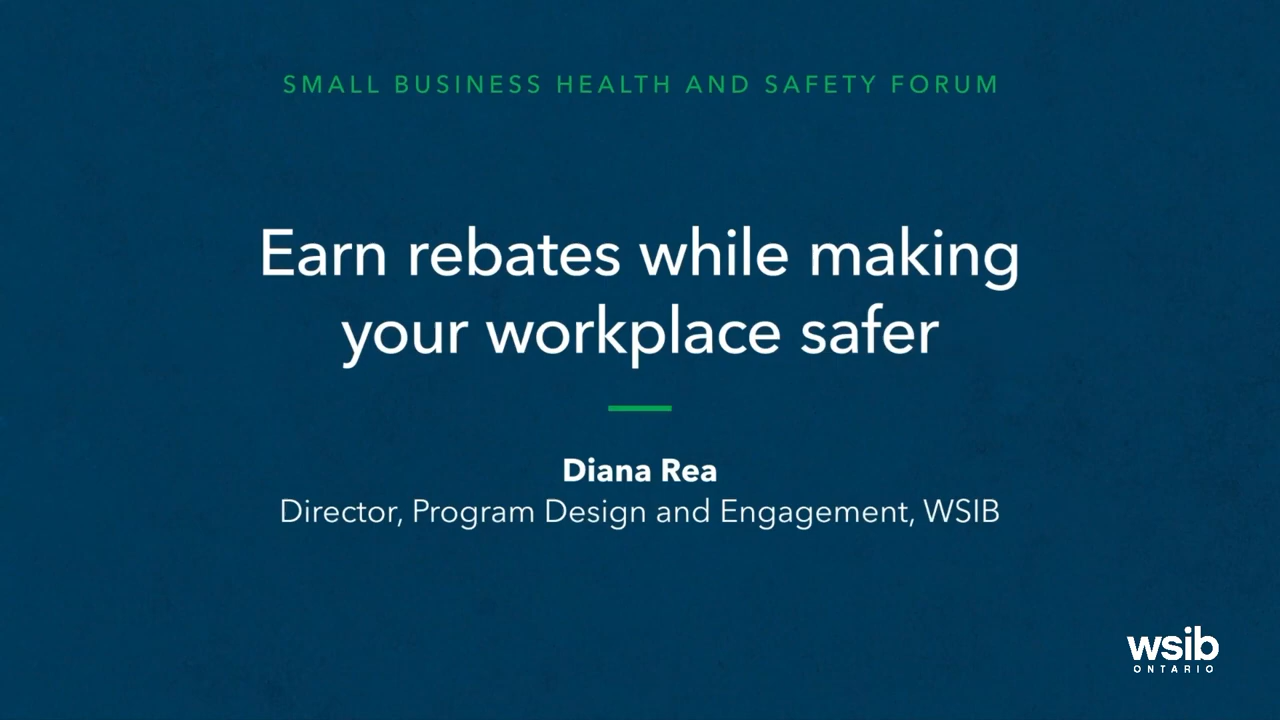 SMALL BUSINESS HEALTH AND SAFETY FORUM
Earn rebates while making
your workplace safer
Diana Rea
Director, Program Design and Engagement, WSIB
wsib
ONTARIO